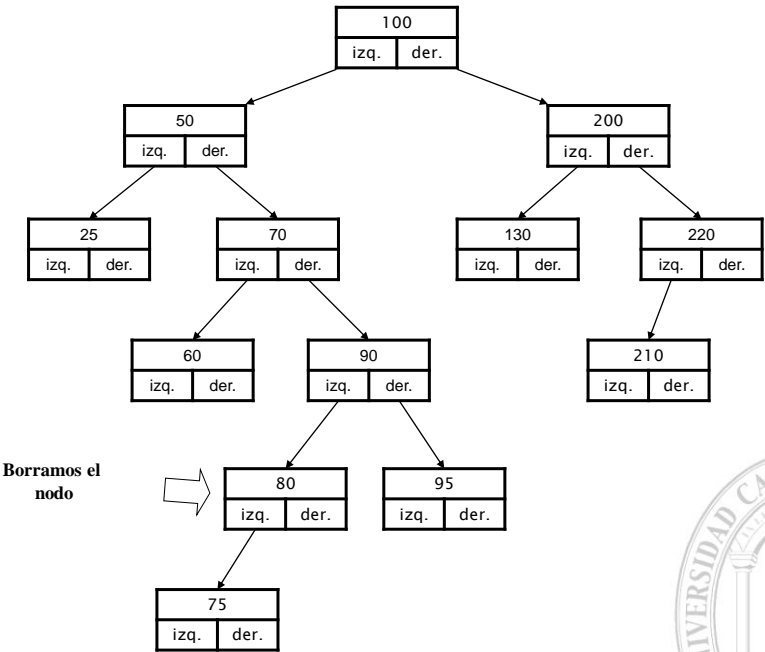 100
izq. der.
50
200
izq. der.
izq. der.
25
70
130
220
izq. der.
izq. der.
izq. der.
izq. der.
60
90
210
izq. der.
izq. der.
izq. der.
Borramos el
nodo
80
95
izq. der.
izq. der.
75
izq. der.